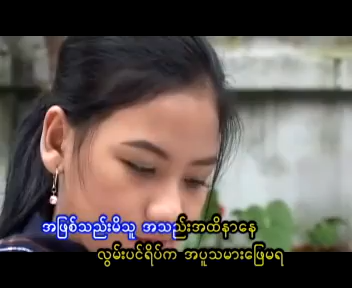 အဖြစ်သည်းမိသူ အသည်းအထိနာနေ
လွမ်းပင်ရိပ်က အပူသမားဖြေမရ